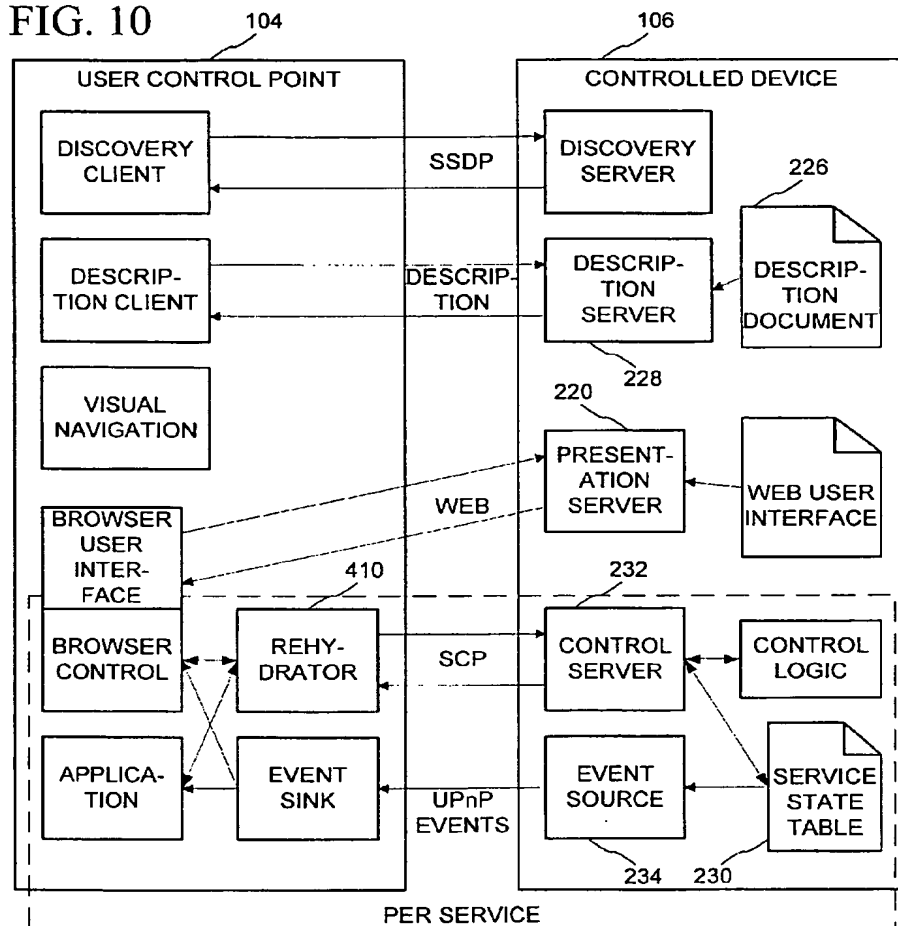 FIG. 10
104
106
USER CONTROL POINT
CONTROLLED DEVICE
DISCOVERY
CLIENT
SSDP
DISCOVERY
SERVER
226
DESCRIP-
TION CLIENT
DESCRIP-
TION
DESCRIP-
TION
SERVER
DESCRIP-
TION
DOCUMENT
228
VISUAL
NAVIGATION
220
PRESENT-
ATION
SERVER
WEB USER
INTERFACE
WEB
BROWSER
USER
INTER-
FACE
410
232
BROWSER
CONTROL
REHY-
DRATOR
SCP
CONTROL
SERVER
CONTROL
LOGIC
APPLICA-
TION
EVENT
SINK
UPnP
EVENTS
EVENT
SOURCE
SERVICE
STATE
TABLE
234
230
PER SERVICE